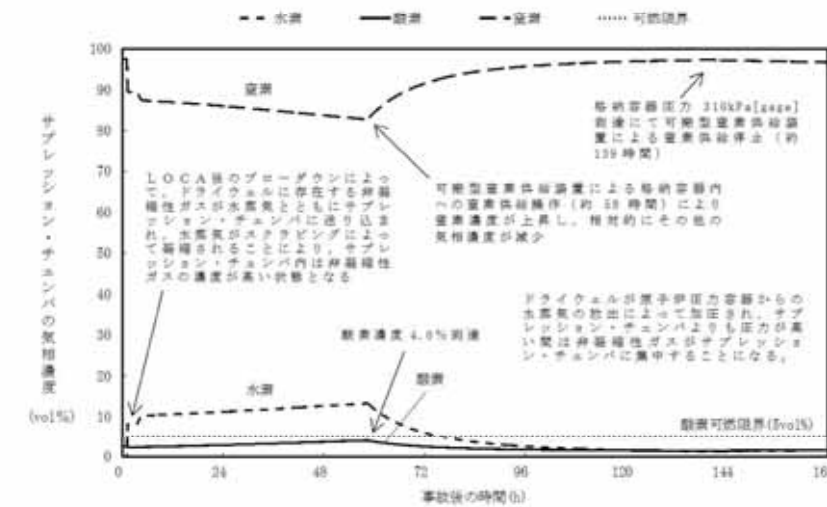 水素 酸素 窒素 可燃限界
サプレッション・チェンバの気相濃度
(vol%)
100
90
80
70
60
50
40
30
20
10
0
窒素
格納容器圧力 310kPa[gage]
到達にて可搬型窒素供給装
置による窒素供給停止（約
139時間）
LOCA後のブローダウンによっ
て、ドライウェルに存在する非凝縮
性ガスが水蒸気とともにサプレ
ッション・チェンバに送り込ま
れ、水蒸気がスクラビングによっ
て凝縮されることにより、サプレ
ッション・チェンバ内は非凝縮性
ガスの濃度が高い状態となる
可搬型窒素供給装置による格納容器内
への窒素供給操作（約 58 時間）により
窒素濃度が上昇し、相対的にその他の
気相濃度が減少
ドライウェルが原子炉圧力容器からの
水蒸気の放出によって加圧され、サプ
レッション・チェンバよりも圧力が高
い間は非凝縮性ガスがサプレッショ
ン・チェンバに集中することになる。
酸素濃度 4.0%到達
水素
酸素
酸素可燃限界(5vol%)
0 24 48 72 96 120 144 168
事故後の時間(h)